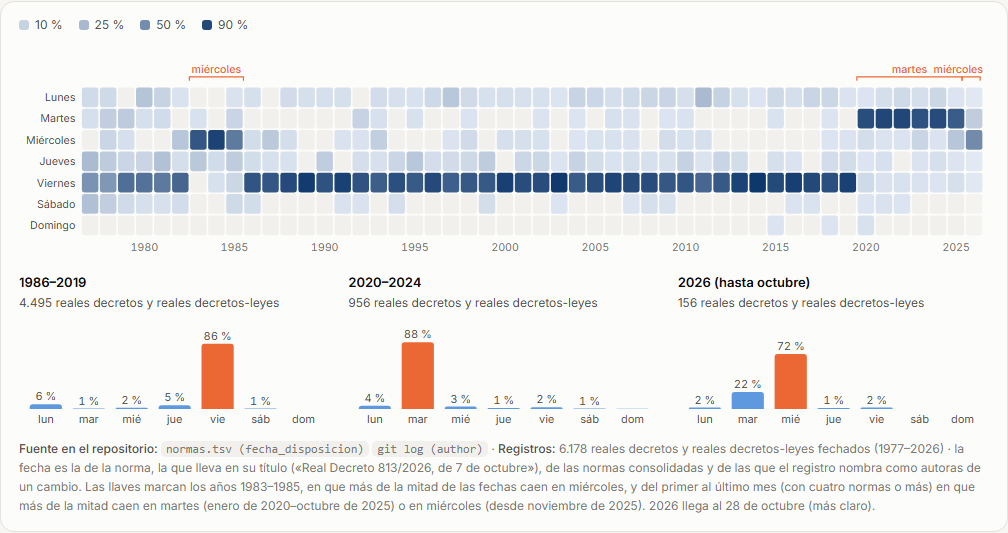 10 % 25 % 50 % 90 %
miércoles martes miércoles
Lunes
Martes
Miércoles
Jueves
Viernes
Sábado
Domingo
1980 1985 1990 1995 2000 2005 2010 2015 2020 2025
1986–2019
4.495 reales decretos y reales decretos-leyes
86 %
6 % 1 % 2 % 5 % 1 %
lun mar mié jue vie sáb dom
2020–2024
956 reales decretos y reales decretos-leyes
88 %
4 % 3 % 1 % 2 % 1 %
lun mar mié jue vie sáb dom
2026 (hasta octubre)
156 reales decretos y reales decretos-leyes
72 %
2 % 22 % 1 % 2 %
lun mar mié jue vie sáb dom
Fuente en el repositorio: normas.tsv (fecha_disposicion) git log (author) · Registros: 6.178 reales decretos y reales decretos-leyes fechados (1977–2026) · la
fecha es la de la norma, la que lleva en su título («Real Decreto 813/2026, de 7 de octubre»), de las normas consolidadas y de las que el registro nombra como autoras de
un cambio. Las llaves marcan los años 1983–1985, en que más de la mitad de las fechas caen en miércoles, y del primer al último mes (con cuatro normas o más) en que
más de la mitad caen en martes (enero de 2020–octubre de 2025) o en miércoles (desde noviembre de 2025). 2026 llega al 28 de octubre (más claro).